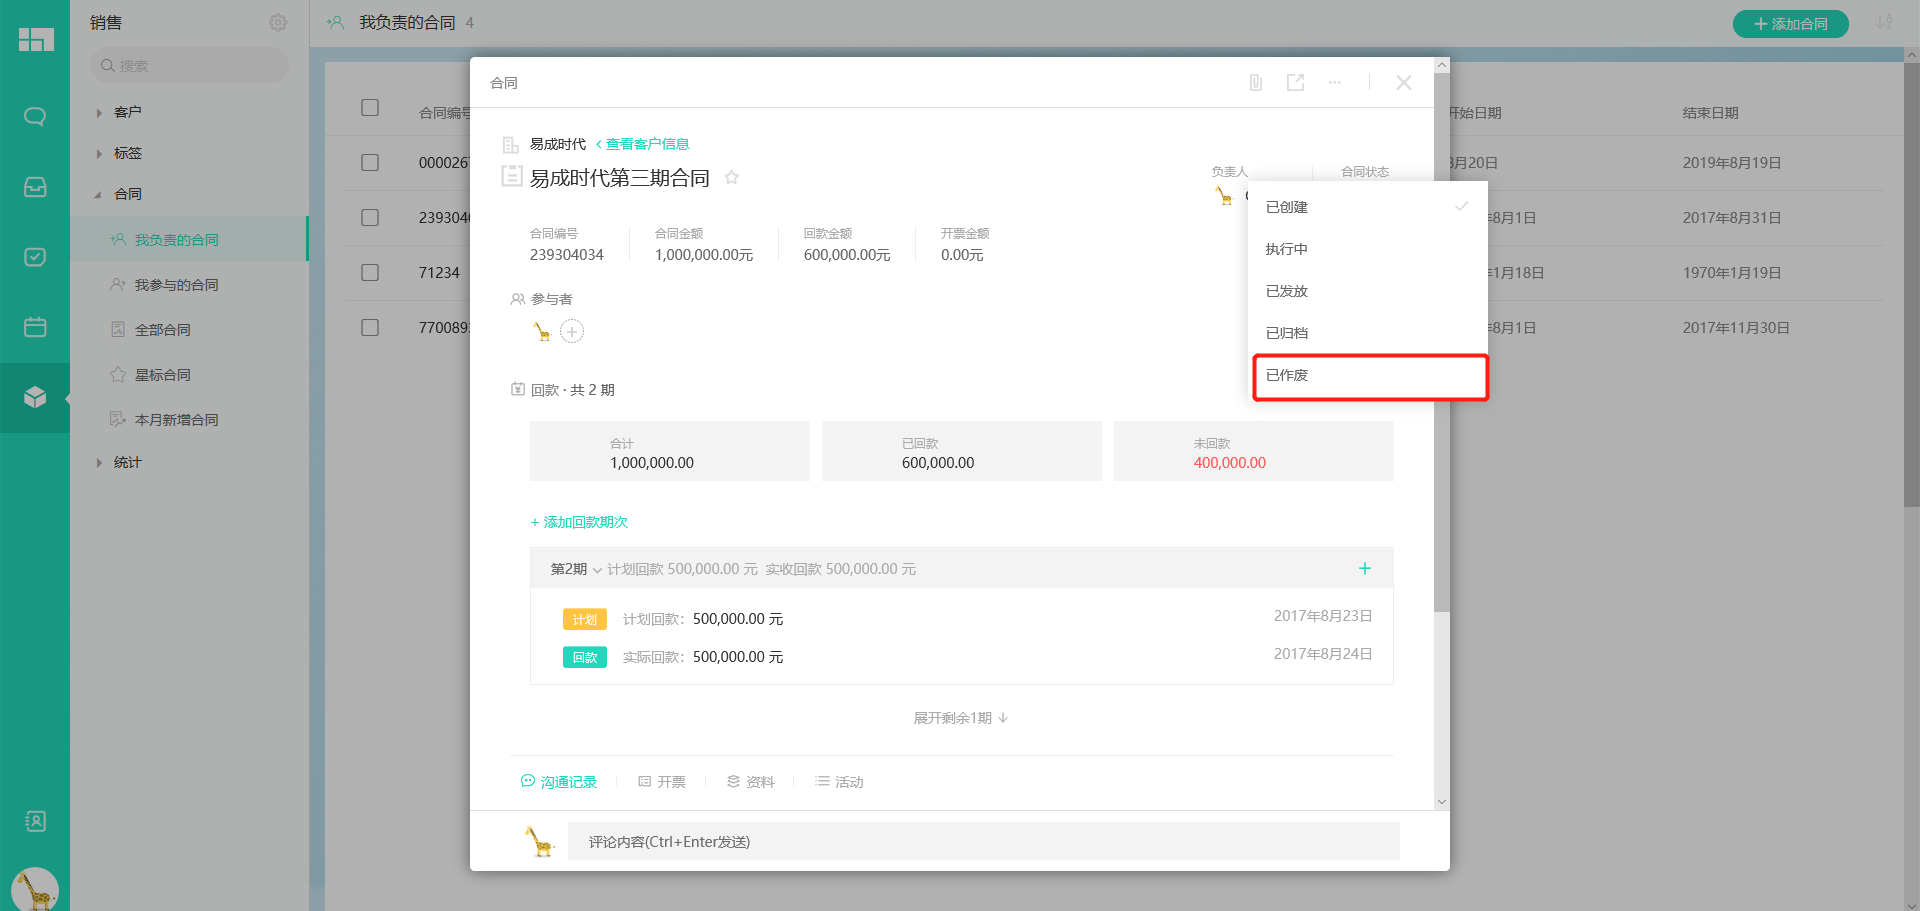 销售
搜索
客户
标签
合同
我负责的合同
我参与的合同
全部合同
星标合同
本月新增合同
统计
我负责的合同 4
+ 添加合同
合同编号
开始日期
结束日期
000026
8月20日
2019年8月19日
239304
8月1日
2017年8月31日
71234
1月18日
1970年1月19日
770089
8月1日
2017年11月30日
合同
易成时代 < 查看客户信息
易成时代第三期合同
负责人
合同状态
合同编号
合同金额
回款金额
开票金额
239304034
1,000,000.00元
600,000.00元
0.00元
参与者
回款 · 共 2 期
合计
已回款
未回款
1,000,000.00
600,000.00
400,000.00
+ 添加回款期次
第2期 计划回款 500,000.00 元 实收回款 500,000.00 元
计划 计划回款: 500,000.00 元 2017年8月23日
回款 实际回款: 500,000.00 元 2017年8月24日
展开剩余1期 ↓
沟通记录
开票
资料
活动
评论内容(Ctrl+Enter发送)
已创建
执行中
已发放
已归档
已作废